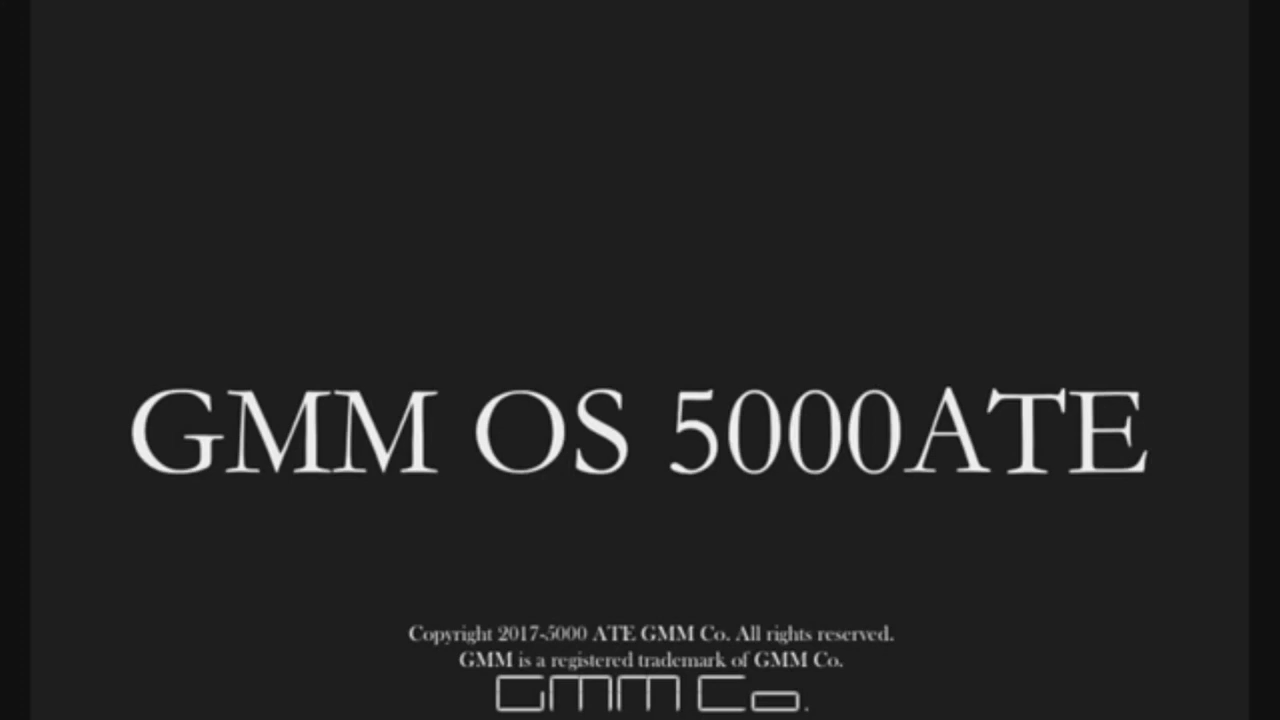 GMM OS 5000ATE
Copyright 2017-5000 ATE GMM Co. All rights reserved.
GMM is a registered trademark of GMM Co.
GMM Co.